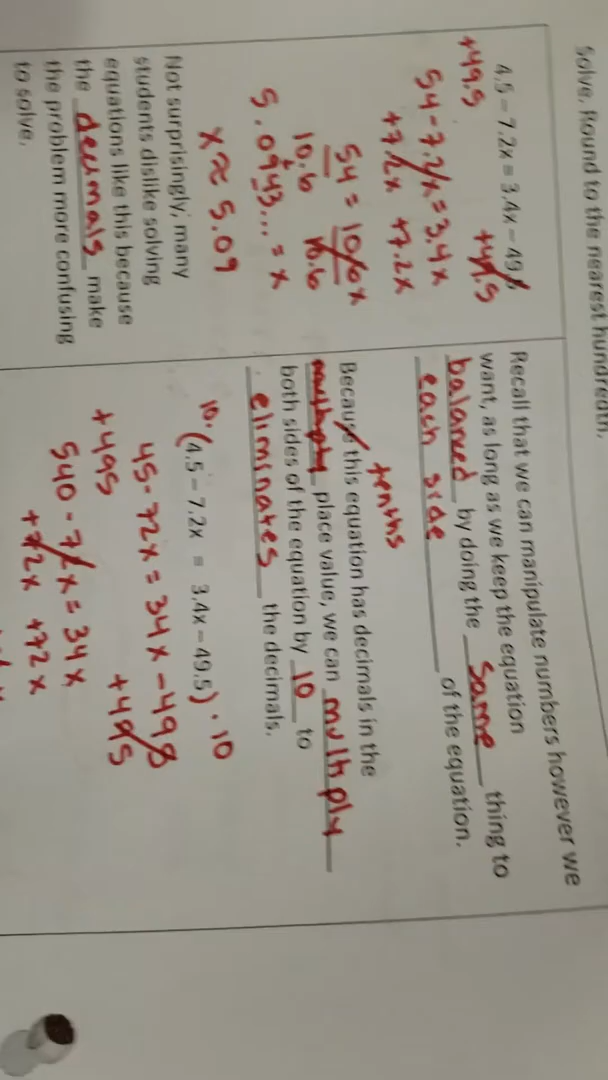 Solve. Round to the nearest hundredth.
4.5 – 7.2x = 3.4x – 49.5
+49.5 +49.5
54 - 7.2x = 3.4x
+7.2x +7.2x
54 = 10.6x
10.6 10.6
5.0943... = x
x ≈ 5.09
Not surprisingly, many
students dislike solving
equations like this because
the decimals make
the problem more confusing
to solve.
Recall that we can manipulate numbers however we
want, as long as we keep the equation
balanced by doing the same thing to
each side of the equation.
tenths
Because this equation has decimals in the
place value, we can multiply
both sides of the equation by 10 to
eliminates the decimals.
10· (4.5 – 7.2x = 3.4x – 49.5) · 10
45 - 72x = 34x - 495
+495 +495
540 - 72x = 34x
+72x +72x